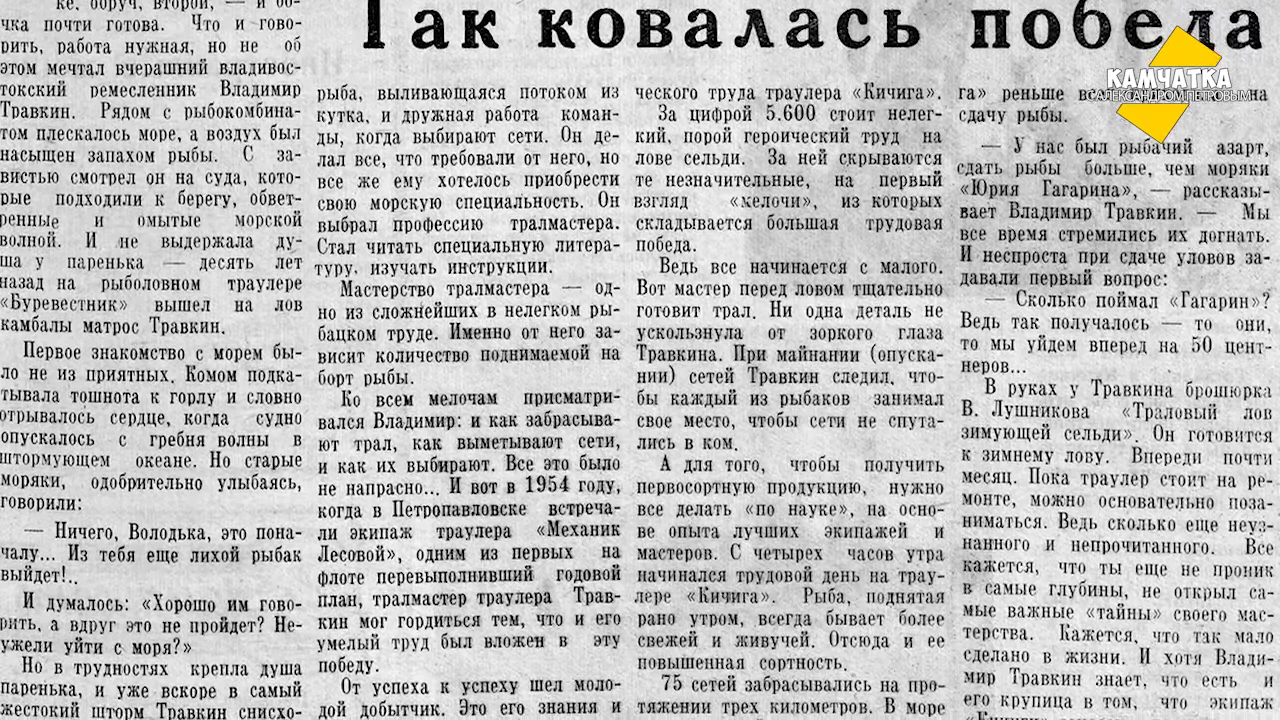 Так ковалась победа
КАМЧАТКА
С АЛЕКСАНДРОМ ПЕТРОВЫМ
ке, обруч, второй, — и бо-
чка почти готова. Что и гово-
рить, работа нужная, но не об
этом мечтал вчерашний владивос-
токский ремесленник Владимир
Травкин. Рядом с рыбокомбина-
том плескалось море, а воздух был
насыщен запахом рыбы. С за-
вистью смотрел он на суда, кото-
рые подходили к берегу, обвет-
ренные и омытые морской
волной. И не выдержала ду-
ша у паренька — десять лет
назад на рыболовном траулере
«Буревестник» вышел на лов
камбалы матрос Травкин.
Первое знакомство с морем бы-
ло не из приятных. Комом подка-
тывала тошнота к горлу и словно
отрывалось сердце, когда судно
опускалось с гребня волны в
штормующем океане. Но старые
моряки, одобрительно улыбаясь,
говорили:
— Ничего, Володька, это пона-
чалу... Из тебя еще лихой рыбак
выйдет!..
И думалось: «Хорошо им гово-
рить, а вдруг это не пройдет? Не-
ужели уйти с моря?»
Но в трудностях крепла душа
паренька, и уже вскоре в самый
жестокий шторм Травкин снисхо-
рыба, выливающаяся потоком из
кутка, и дружная работа коман-
ды, когда выбирают сети. Он де-
лал все, что требовали от него, но
все же ему хотелось приобрести
свою морскую специальность. Он
выбрал профессию тралмастера.
Стал читать специальную литера-
туру, изучать инструкции.
Мастерство тралмастера — од-
но из сложнейших в нелегком ры-
бацком труде. Именно от него за-
висит количество поднимаемой на
борт рыбы.
Ко всем мелочам присматри-
вался Владимир: и как забрасыва-
ют трал, как выметывают сети,
и как их выбирают. Все это было
не напрасно... И вот в 1954 году,
когда в Петропавловске встреча-
ли экипаж траулера «Механик
Лесовой», одним из первых на
флоте перевыполнивший годовой
план, тралмастер траулера Трав-
кин мог гордиться тем, что и его
умелый труд был вложен в эту
победу.
От успеха к успеху шел моло-
дой добытчик. Это его знания и
ческого труда траулера «Кичига».
За цифрой 5.600 стоит нелег-
кий, порой героический труд на
лове сельди. За ней скрываются
те незначительные, на первый
взгляд «мелочи», из которых
складывается большая трудовая
победа.
Ведь все начинается с малого.
Вот мастер перед ловом тщательно
готовит трал. Ни одна деталь не
ускользнула от зоркого глаза
Травкина. При майнании (опуска-
нии) сетей Травкин следил, что-
бы каждый из рыбаков занимал
свое место, чтобы сети не спута-
лись в ком.
А для того, чтобы получить
первосортную продукцию, нужно
все делать «по науке», на осно-
ве опыта лучших экипажей и
мастеров. С четырех часов утра
начинался трудовой день на трау-
лере «Кичига». Рыба, поднятая
рано утром, всегда бывает более
свежей и живучей. Отсюда и ее
повышенная сортность.
75 сетей забрасывались на про-
тяжении трех километров. В море
га» реньше на
сдачу рыбы.
— У нас был рыбачий азарт,
сдать рыбы больше, чем моряки
«Юрия Гагарина», — рассказы-
вает Владимир Травкин. — Мы
все время стремились их догнать.
И неспроста при сдаче уловов за-
давали первый вопрос:
— Сколько поймал «Гагарин»?
Ведь так получалось — то они,
то мы уйдем вперед на 50 цент-
неров...
В руках у Травкина брошюрка
В. Лушникова «Траловый лов
зимующей сельди». Он готовится
к зимнему лову. Впереди почти
месяц. Пока траулер стоит на ре-
монте, можно основательно поза-
ниматься. Ведь сколько еще неуз-
нанного и непрочитанного. Все
кажется, что ты еще не проник
в самые глубины, не открыл са-
мые важные «тайны» своего мас-
терства. Кажется, что так мало
сделано в жизни. И хотя Влади-
мир Травкин знает, что есть и
его крупица в том, что экипаж